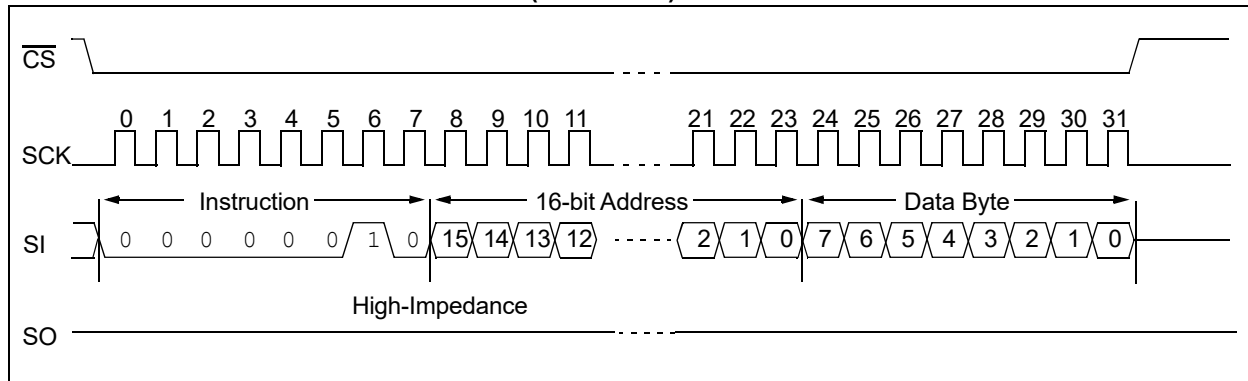 CS
0 1 2 3 4 5 6 7 8 9 10 11 21 22 23 24 25 26 27 28 29 30 31
SCK
Instruction 16-bit Address Data Byte
SI 0 0 0 0 0 0 1 0 15 14 13 12 2 1 0 7 6 5 4 3 2 1 0
High-Impedance
SO